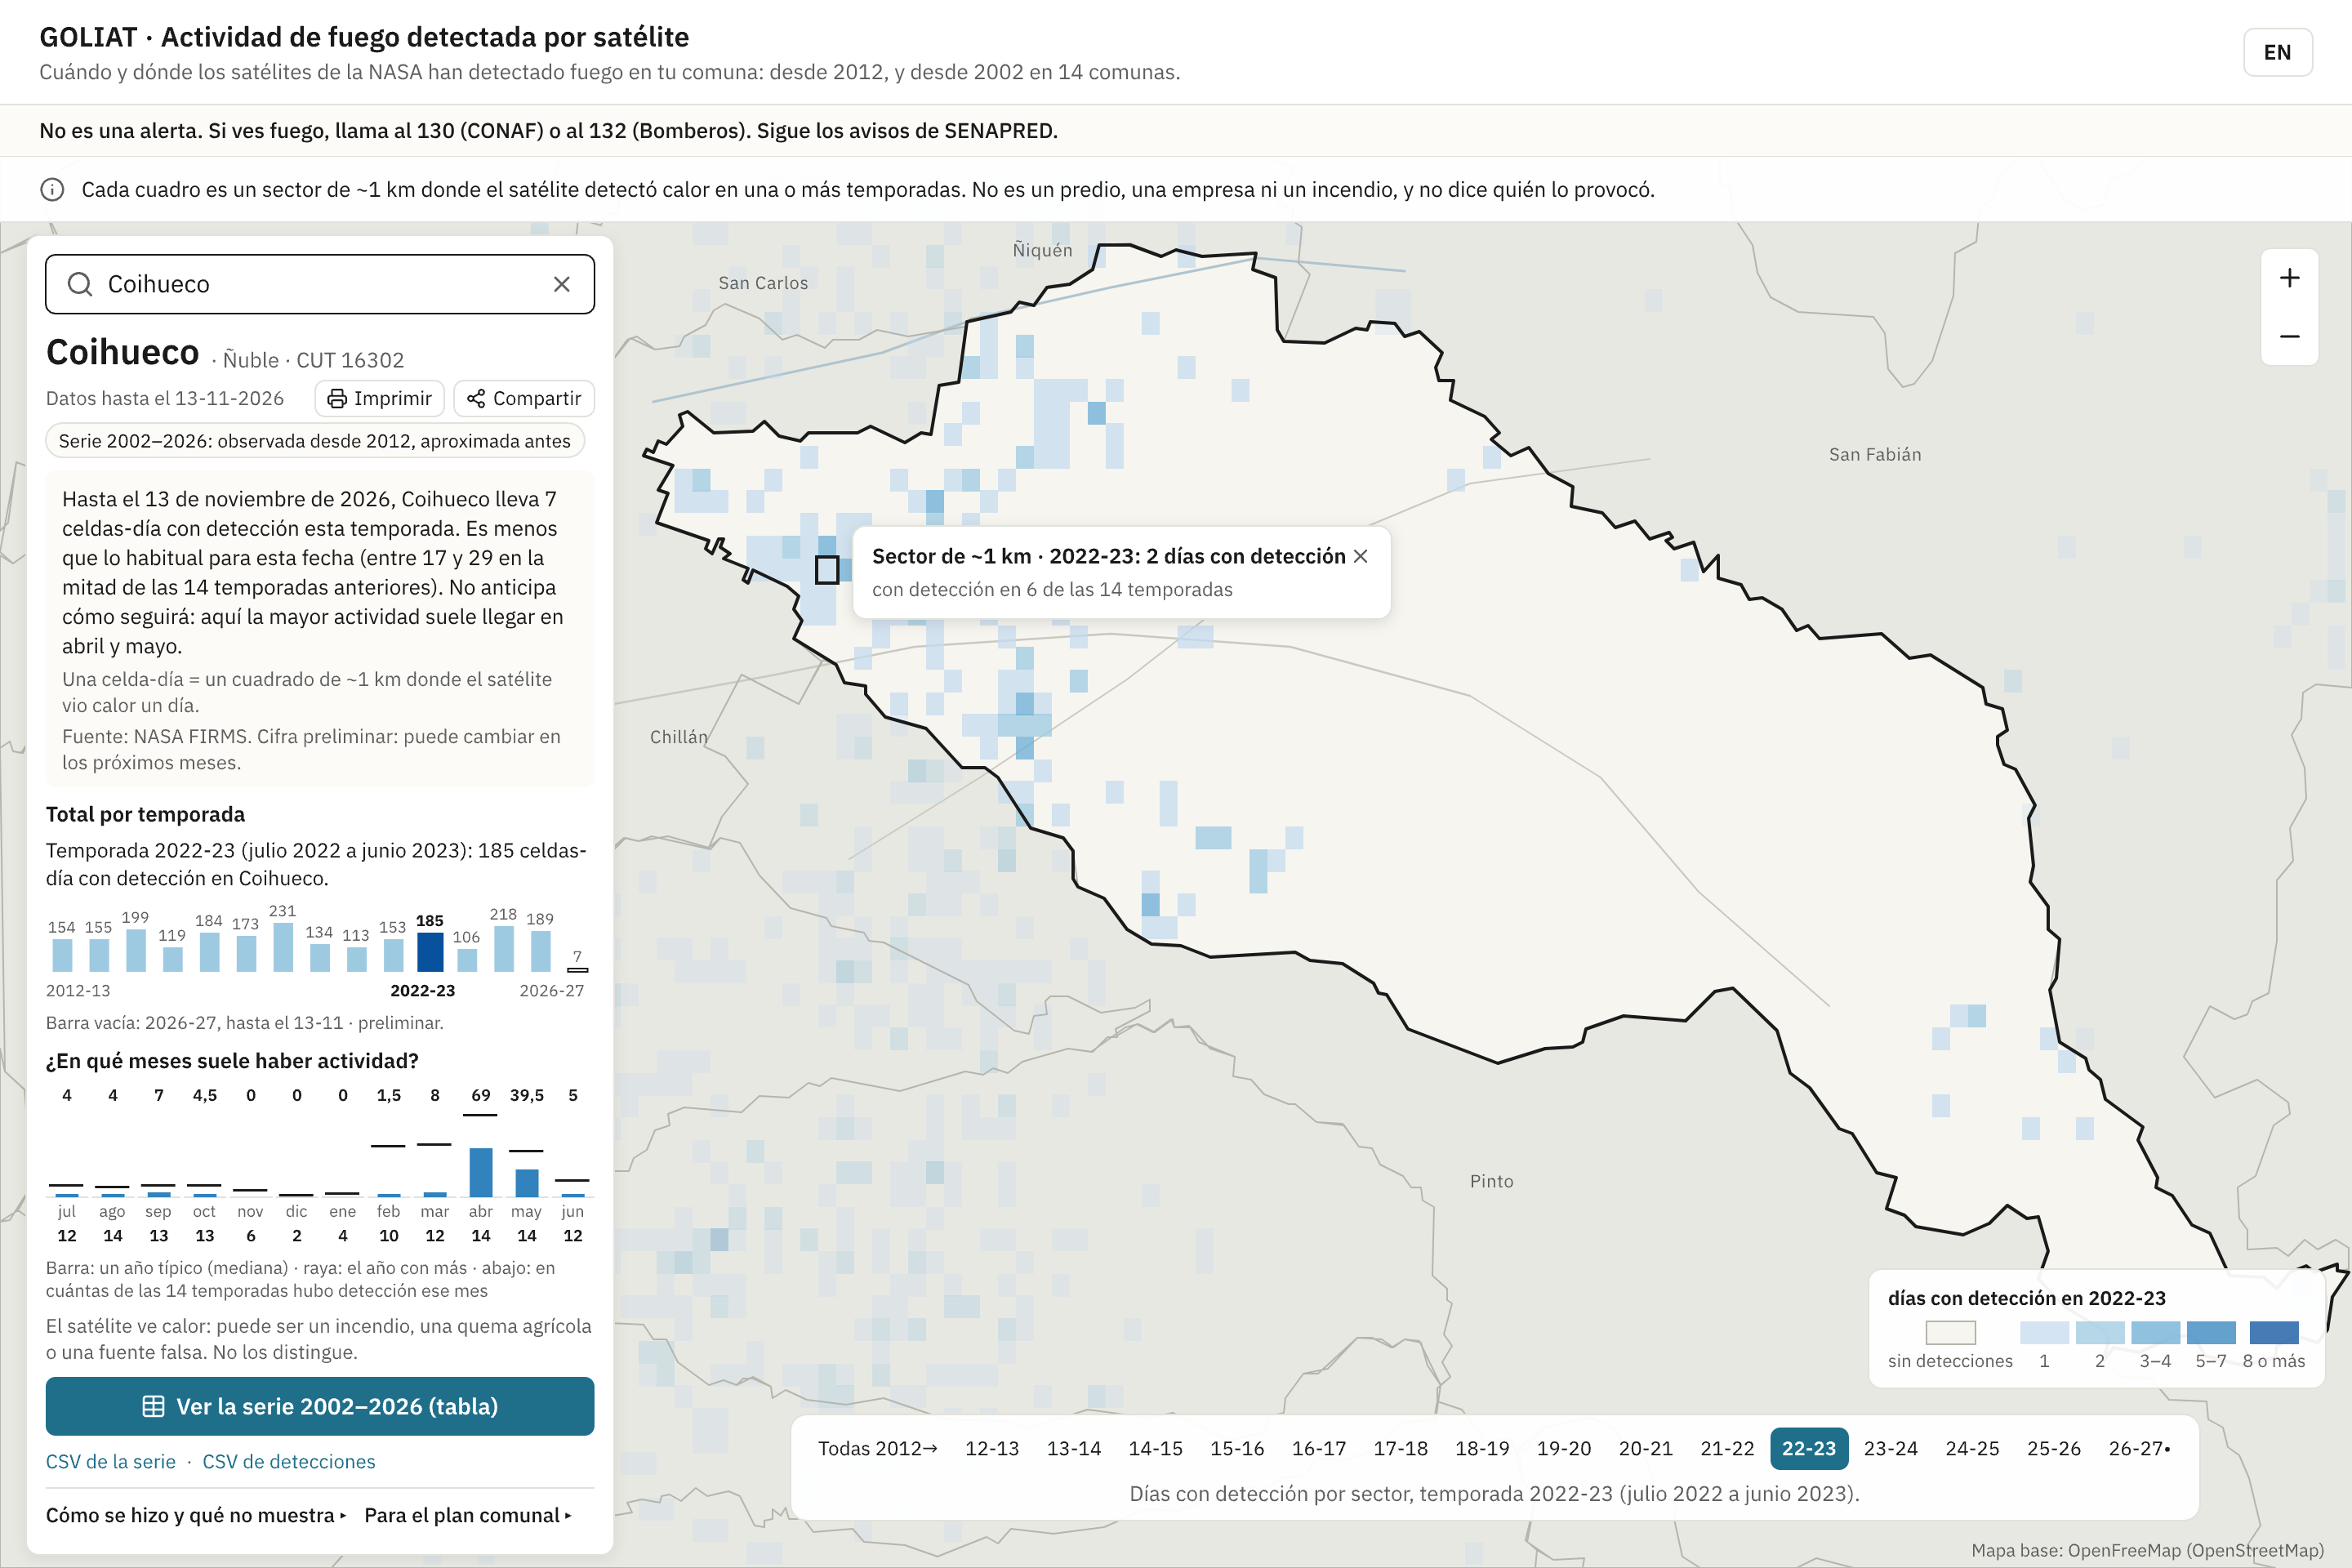 GOLIAT · Actividad de fuego detectada por satélite
Cuándo y dónde los satélites de la NASA han detectado fuego en tu comuna: desde 2012, y desde 2002 en 14 comunas.
EN
No es una alerta. Si ves fuego, llama al 130 (CONAF) o al 132 (Bomberos). Sigue los avisos de SENAPRED.
Cada cuadro es un sector de ~1 km donde el satélite detectó calor en una o más temporadas. No es un predio, una empresa ni un incendio, y no dice quién lo provocó.
Coihueco
Coihueco · Ñuble · CUT 16302
Datos hasta el 13-11-2026
Imprimir
Compartir
Serie 2002–2026: observada desde 2012, aproximada antes
Hasta el 13 de noviembre de 2026, Coihueco lleva 7
celdas-día con detección esta temporada. Es menos
que lo habitual para esta fecha (entre 17 y 29 en la
mitad de las 14 temporadas anteriores). No anticipa
cómo seguirá: aquí la mayor actividad suele llegar en
abril y mayo.
Una celda-día = un cuadrado de ~1 km donde el satélite
vio calor un día.
Fuente: NASA FIRMS. Cifra preliminar: puede cambiar en
los próximos meses.
Total por temporada
Temporada 2022-23 (julio 2022 a junio 2023): 185 celdas-
día con detección en Coihueco.
154 155 199 119 184 173 231 134 113 153 185 106 218 189 7
2012-13 2022-23 2026-27
Barra vacía: 2026-27, hasta el 13-11 · preliminar.
¿En qué meses suele haber actividad?
4 4 7 4,5 0 0 0 1,5 8 69 39,5 5
jul ago sep oct nov dic ene feb mar abr may jun
12 14 13 13 6 2 4 10 12 14 14 12
Barra: un año típico (mediana) · raya: el año con más · abajo: en
cuántas de las 14 temporadas hubo detección ese mes
El satélite ve calor: puede ser un incendio, una quema agrícola
o una fuente falsa. No los distingue.
Ver la serie 2002–2026 (tabla)
CSV de la serie · CSV de detecciones
Cómo se hizo y qué no muestra ▸ Para el plan comunal ▸
Ñiquén
San Carlos
San Fabián
Sector de ~1 km · 2022-23: 2 días con detección
con detección en 6 de las 14 temporadas
Chillán
Pinto
días con detección en 2022-23
sin detecciones 1 2 3–4 5–7 8 o más
Todas 2012→ 12-13 13-14 14-15 15-16 16-17 17-18 18-19 19-20 20-21 21-22 22-23 23-24 24-25 25-26 26-27•
Días con detección por sector, temporada 2022-23 (julio 2022 a junio 2023).
Mapa base: OpenFreeMap (OpenStreetMap)